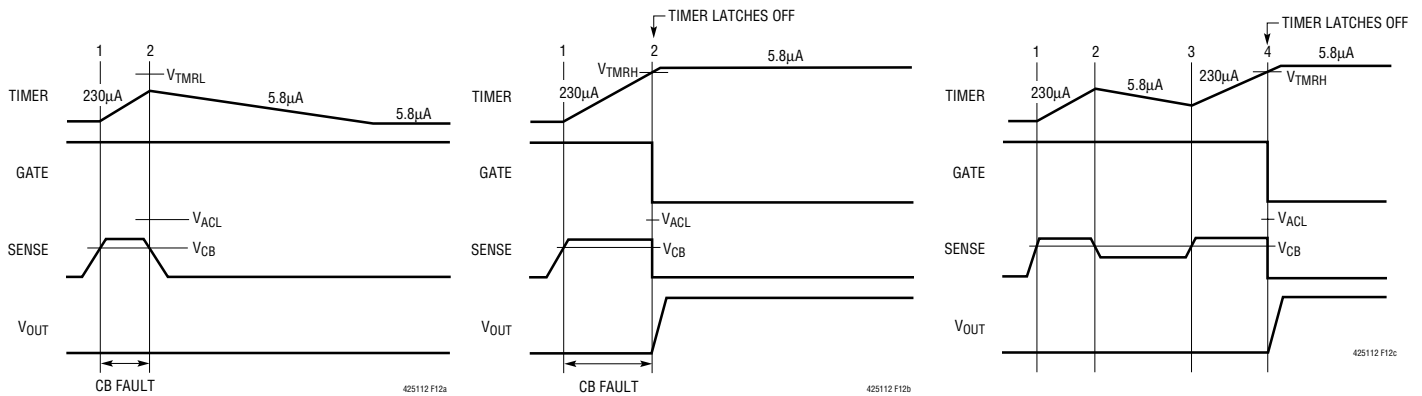 1
2
VTMRL
TIMER
230µA
5.8µA
5.8µA
GATE
VACL
SENSE
VCB
VOUT
CB FAULT
425112 F12a
TIMER LATCHES OFF
1
2
VTMRH
5.8µA
TIMER
230µA
GATE
VACL
SENSE
VCB
VOUT
CB FAULT
425112 F12b
TIMER LATCHES OFF
1
2
3
4
5.8µA
230µA
VTMRH
TIMER
230µA
5.8µA
GATE
VACL
SENSE
VCB
VOUT
425112 F12c